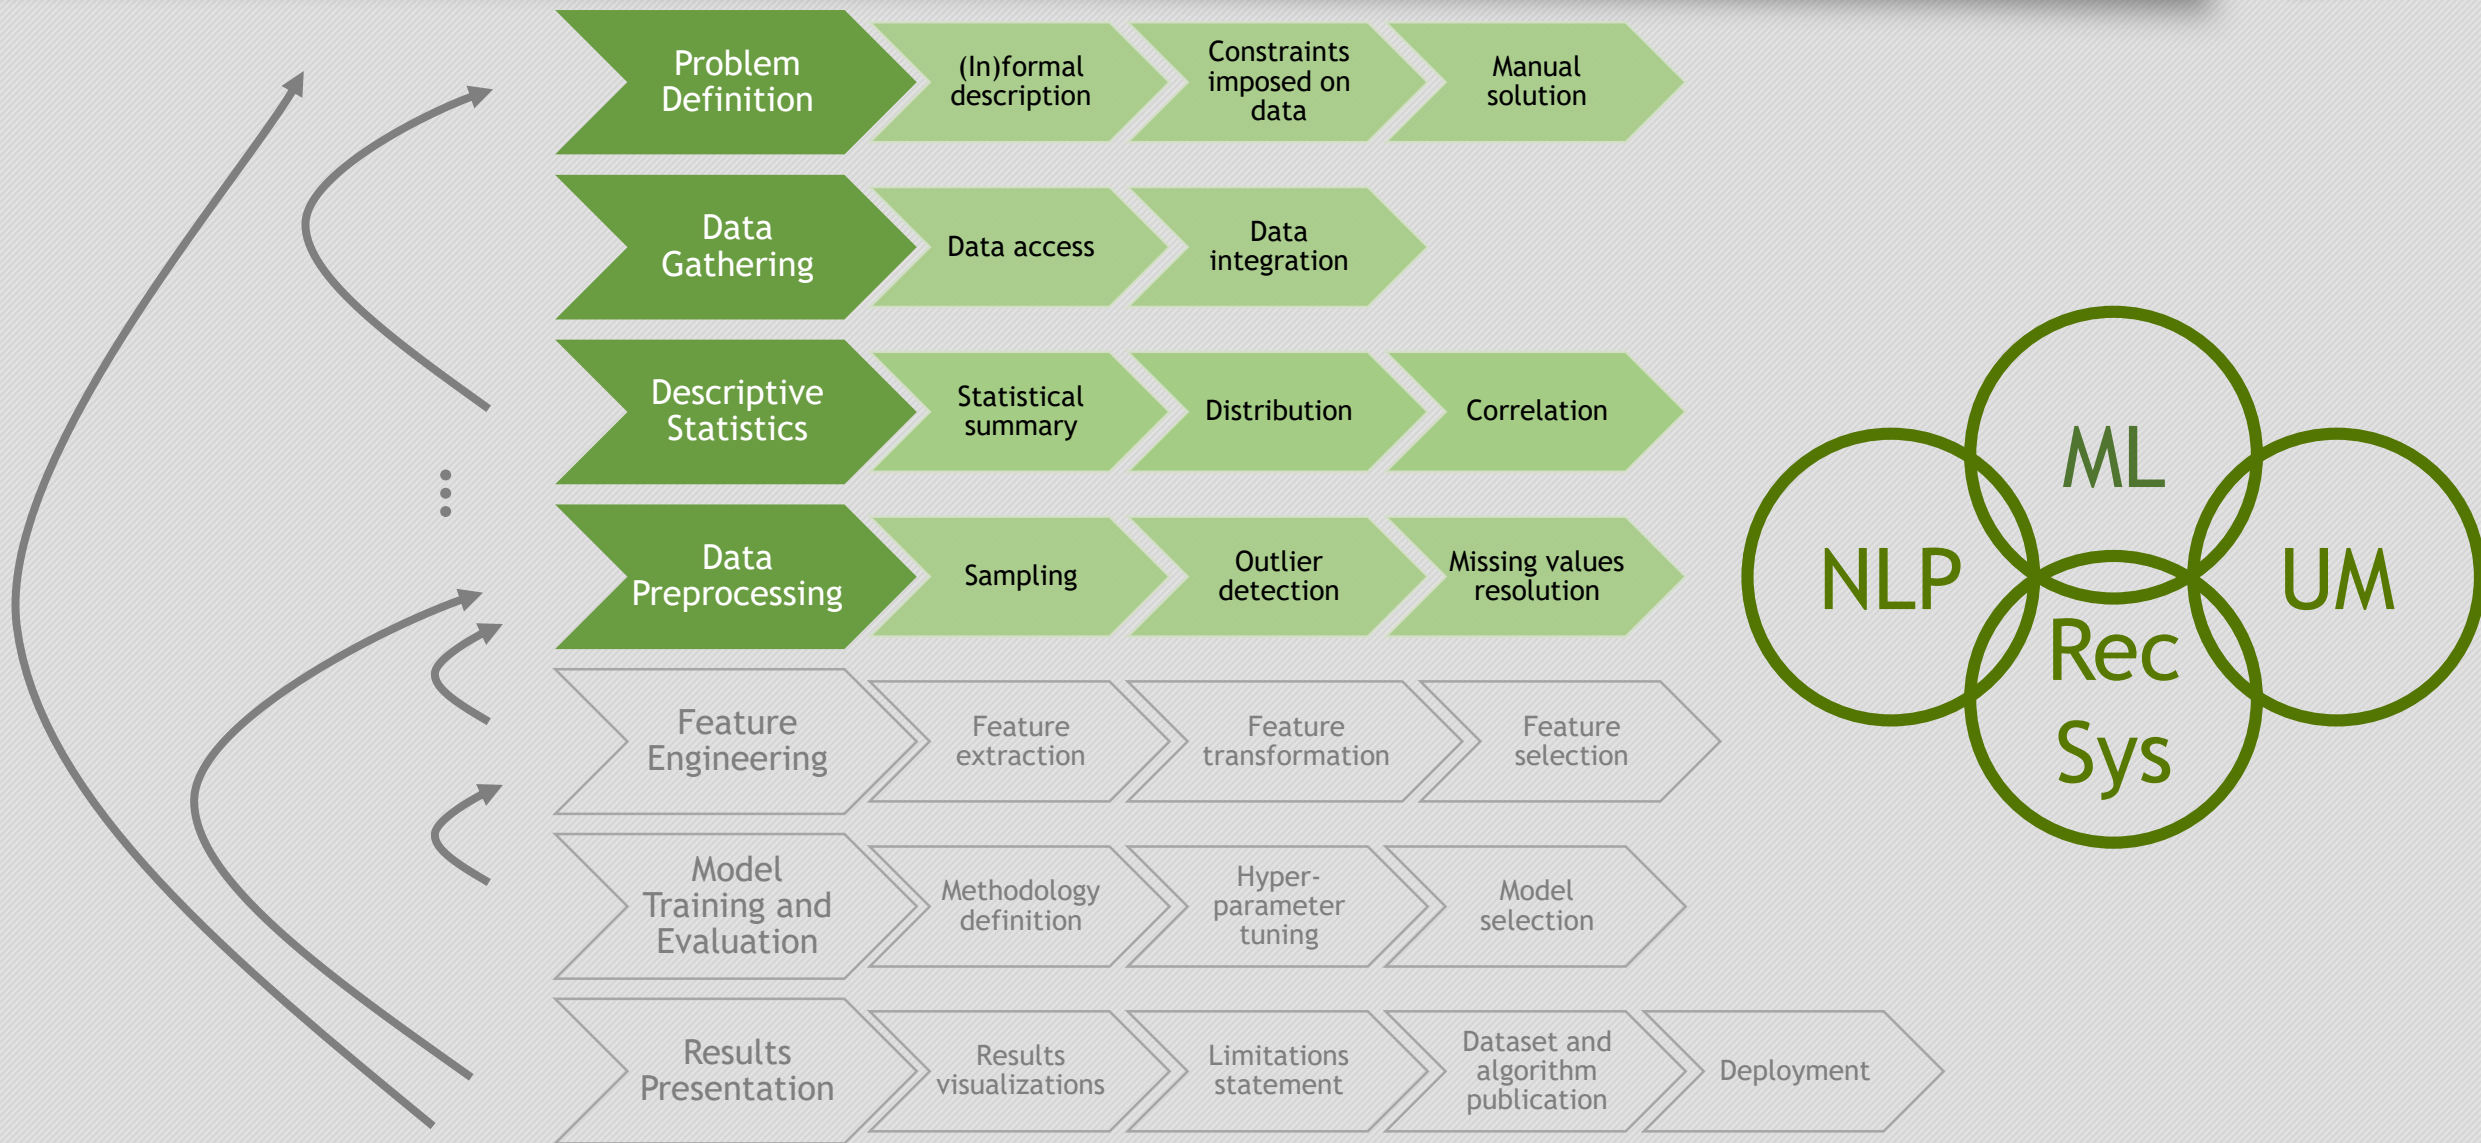 Problem
Definition
(In)formal
description
Constraints
imposed on
data
Manual
solution
Data
Gathering
Data access
Data
integration
Descriptive
Statistics
Statistical
summary
Distribution
Correlation
Data
Preprocessing
Sampling
Outlier
detection
Missing values
resolution
Feature
Engineering
Feature
extraction
Feature
transformation
Feature
selection
Model
Training and
Evaluation
Methodology
definition
Hyper-
parameter
tuning
Model
selection
Results
Presentation
Results
visualizations
Limitations
statement
Dataset and
algorithm
publication
Deployment
ML
NLP
UM
Rec
Sys